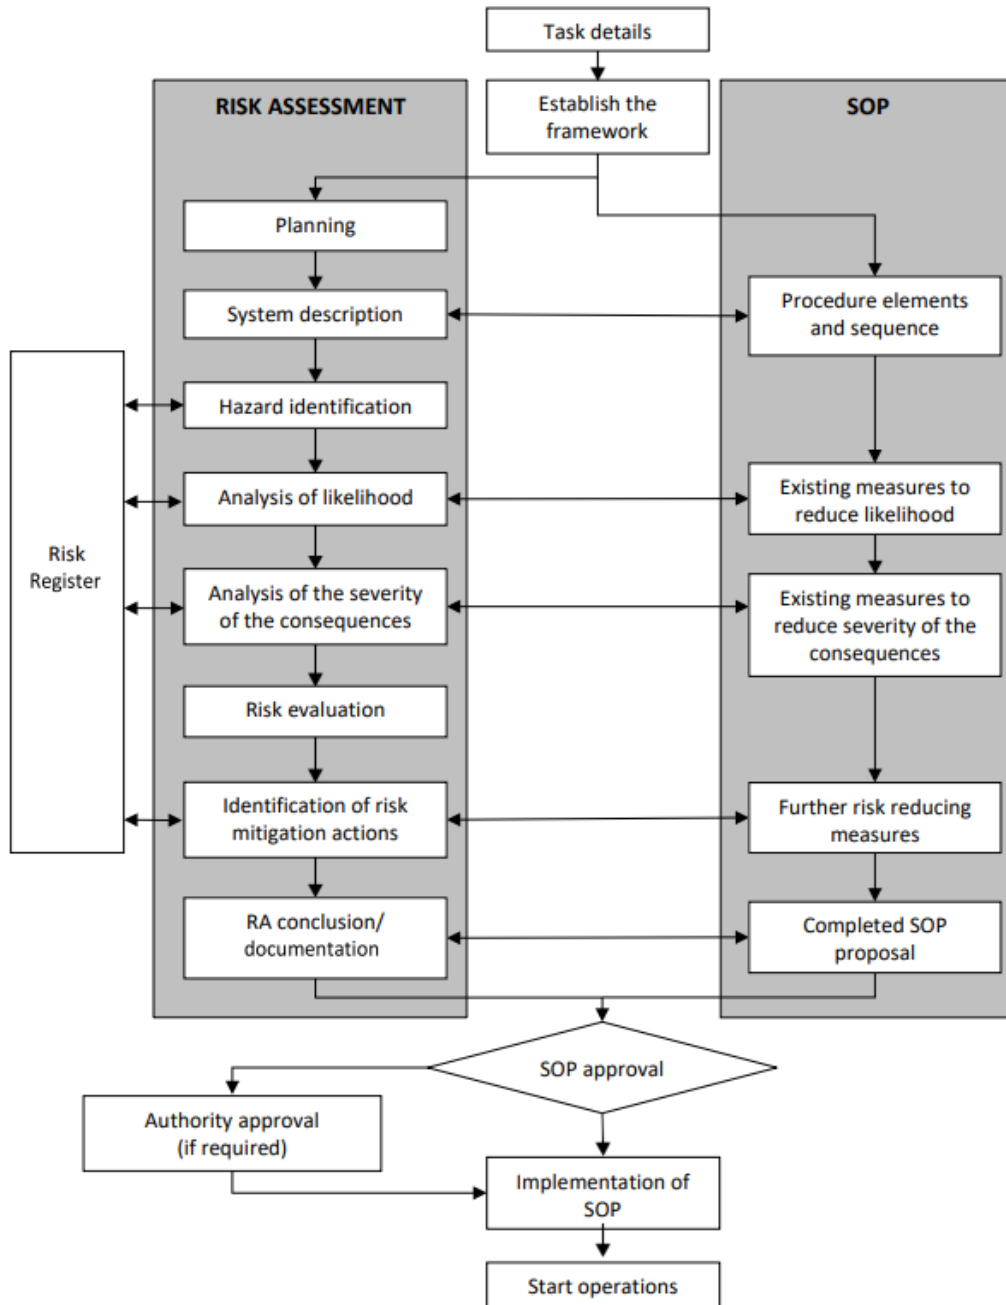 Task details
RISK ASSESSMENT
Establish the
framework
SOP
Planning
System description
Procedure elements
and sequence
Hazard identification
Analysis of likelihood
Existing measures to
reduce likelihood
Risk
Register
Analysis of the severity
of the consequences
Existing measures to
reduce severity of the
consequences
Risk evaluation
Identification of risk
mitigation actions
Further risk reducing
measures
RA conclusion/
documentation
Completed SOP
proposal
SOP approval
Authority approval
(if required)
Implementation of
SOP
Start operations